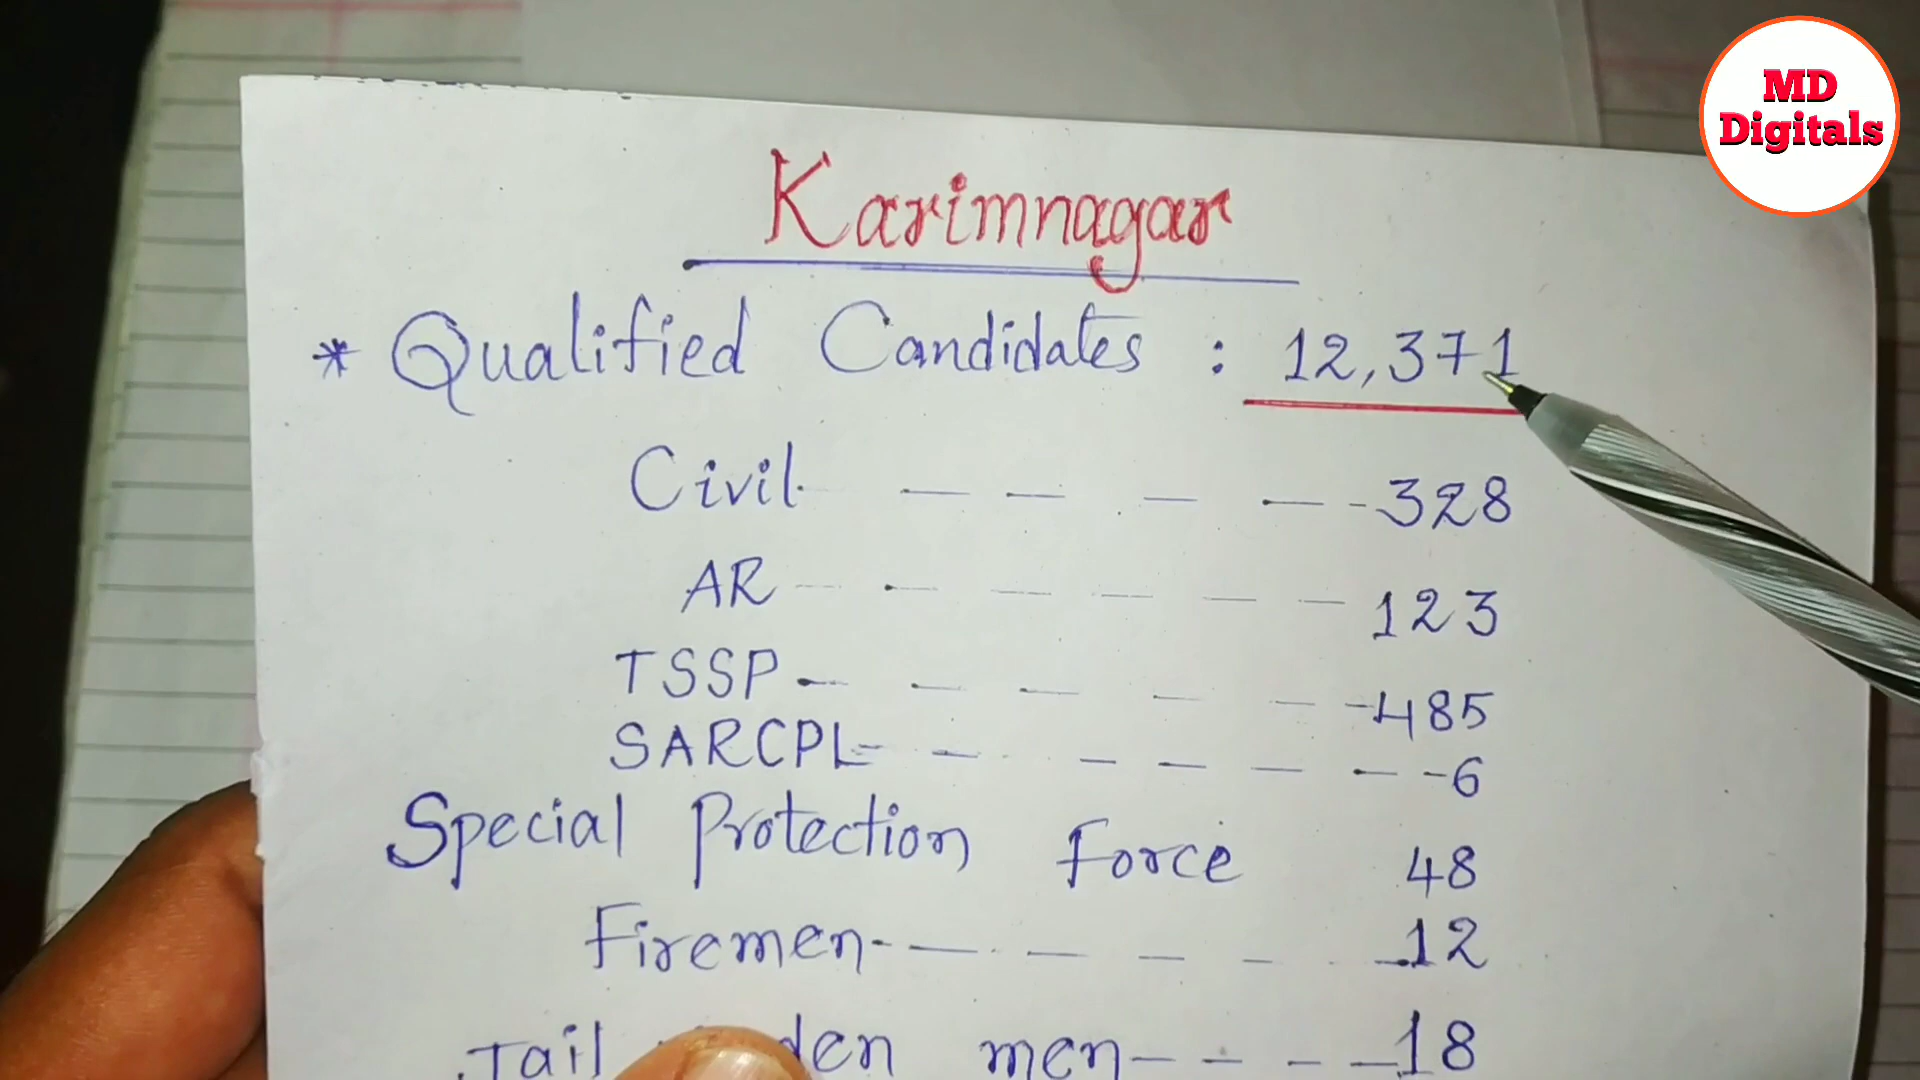 MD
Digitals
Karimnagar
* Qualified Candidates : 12,371
Civil - - - - - 328
AR - - - - - - 123
TSSP - - - - - - 485
SARCPL - - - - - - - 6
Special Protection Force 48
Firemen - - - - - - 12
Jail men - - - - 18